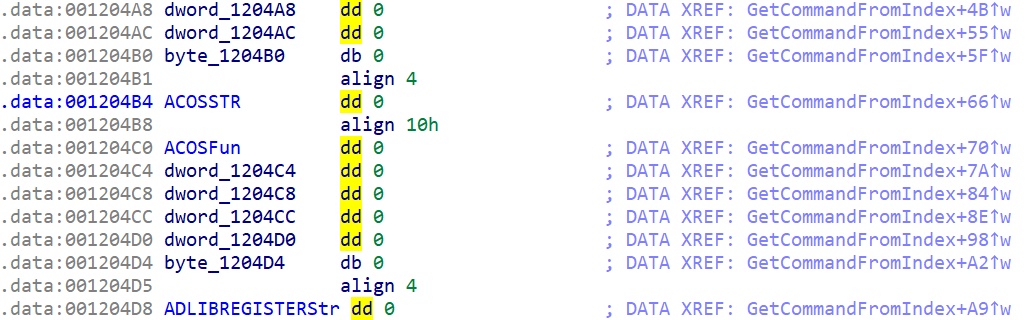 .data:001204A8 dword_1204A8 dd 0 ; DATA XREF: GetCommandFromIndex+4B↑w
.data:001204AC dword_1204AC dd 0 ; DATA XREF: GetCommandFromIndex+55↑w
.data:001204B0 byte_1204B0 db 0 ; DATA XREF: GetCommandFromIndex+5F↑w
.data:001204B1 align 4
.data:001204B4 ACOSSTR dd 0 ; DATA XREF: GetCommandFromIndex+66↑w
.data:001204B8 align 10h
.data:001204C0 ACOSFun dd 0 ; DATA XREF: GetCommandFromIndex+70↑w
.data:001204C4 dword_1204C4 dd 0 ; DATA XREF: GetCommandFromIndex+7A↑w
.data:001204C8 dword_1204C8 dd 0 ; DATA XREF: GetCommandFromIndex+84↑w
.data:001204CC dword_1204CC dd 0 ; DATA XREF: GetCommandFromIndex+8E↑w
.data:001204D0 dword_1204D0 dd 0 ; DATA XREF: GetCommandFromIndex+98↑w
.data:001204D4 byte_1204D4 db 0 ; DATA XREF: GetCommandFromIndex+A2↑w
.data:001204D5 align 4
.data:001204D8 ADLIBREGISTERStr dd 0 ; DATA XREF: GetCommandFromIndex+A9↑w